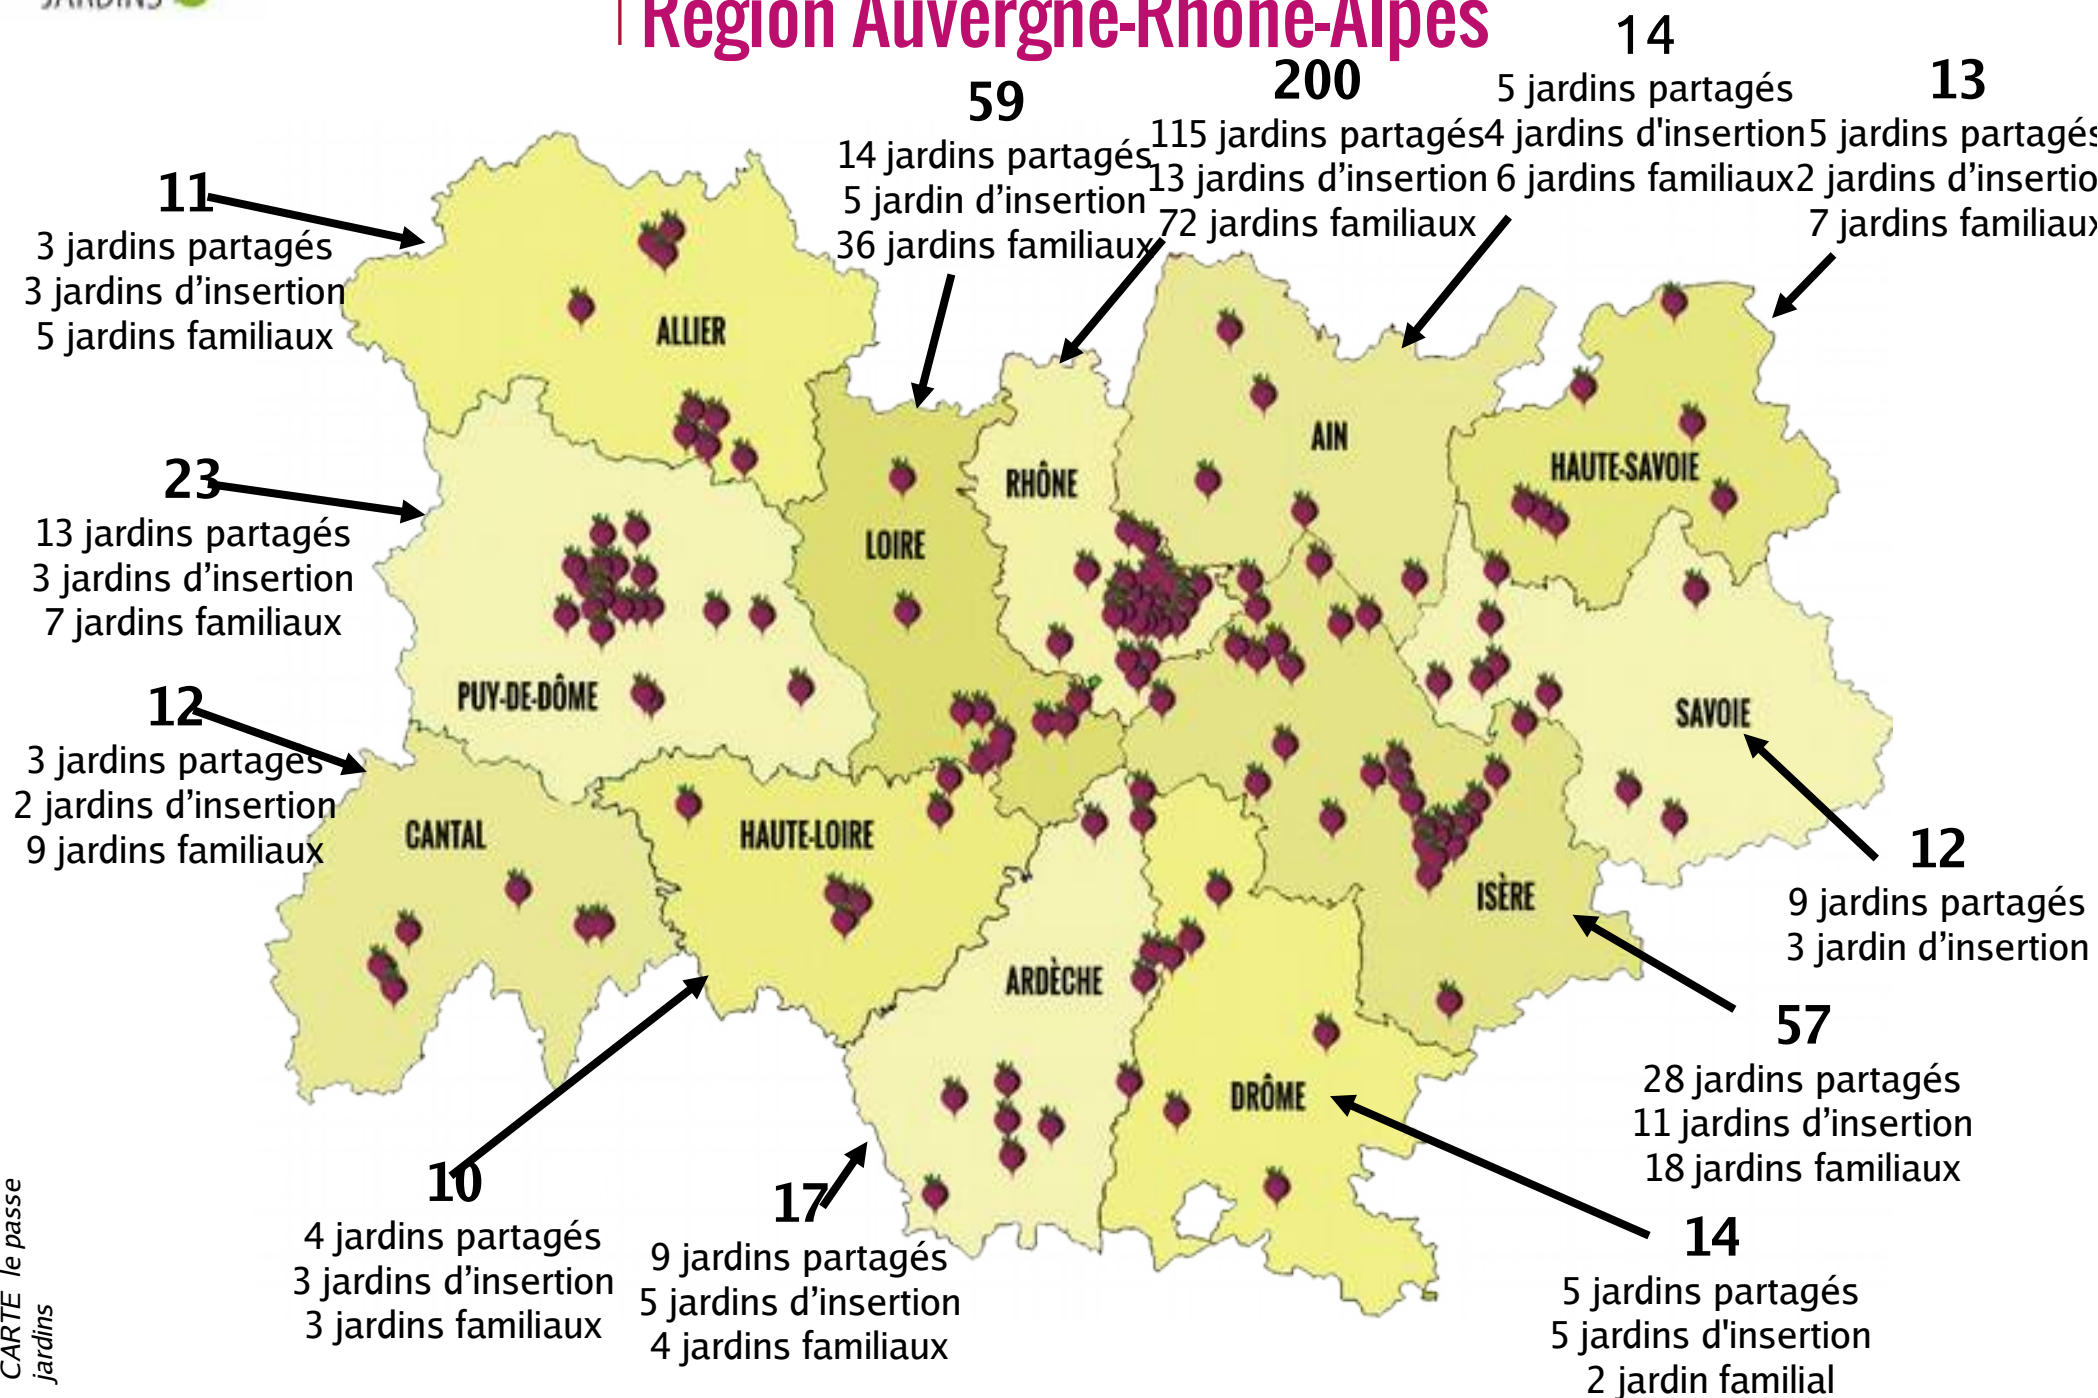 JARDINS
Région Auvergne-Rhône-Alpes
11
3 jardins partagés
3 jardins d’insertion
5 jardins familiaux
59
14 jardins partagés
5 jardin d’insertion
36 jardins familiaux
200
115 jardins partagés
13 jardins d’insertion
72 jardins familiaux
14
5 jardins partagés
4 jardins d'insertion
6 jardins familiaux
13
5 jardins partagés
2 jardins d’insertio
7 jardins familiaux
23
13 jardins partagés
3 jardins d’insertion
7 jardins familiaux
12
3 jardins partagés
2 jardins d’insertion
9 jardins familiaux
ALLIER
PUY-DE-DÔME
LOIRE
RHÔNE
AIN
HAUTE-SAVOIE
SAVOIE
CANTAL
HAUTE-LOIRE
ARDÈCHE
ISÈRE
DRÔME
12
9 jardins partagés
3 jardin d’insertion
57
28 jardins partagés
11 jardins d’insertion
18 jardins familiaux
10
4 jardins partagés
3 jardins d’insertion
3 jardins familiaux
17
9 jardins partagés
5 jardins d’insertion
4 jardins familiaux
14
5 jardins partagés
5 jardins d'insertion
2 jardin familial
CARTE le passe
jardins